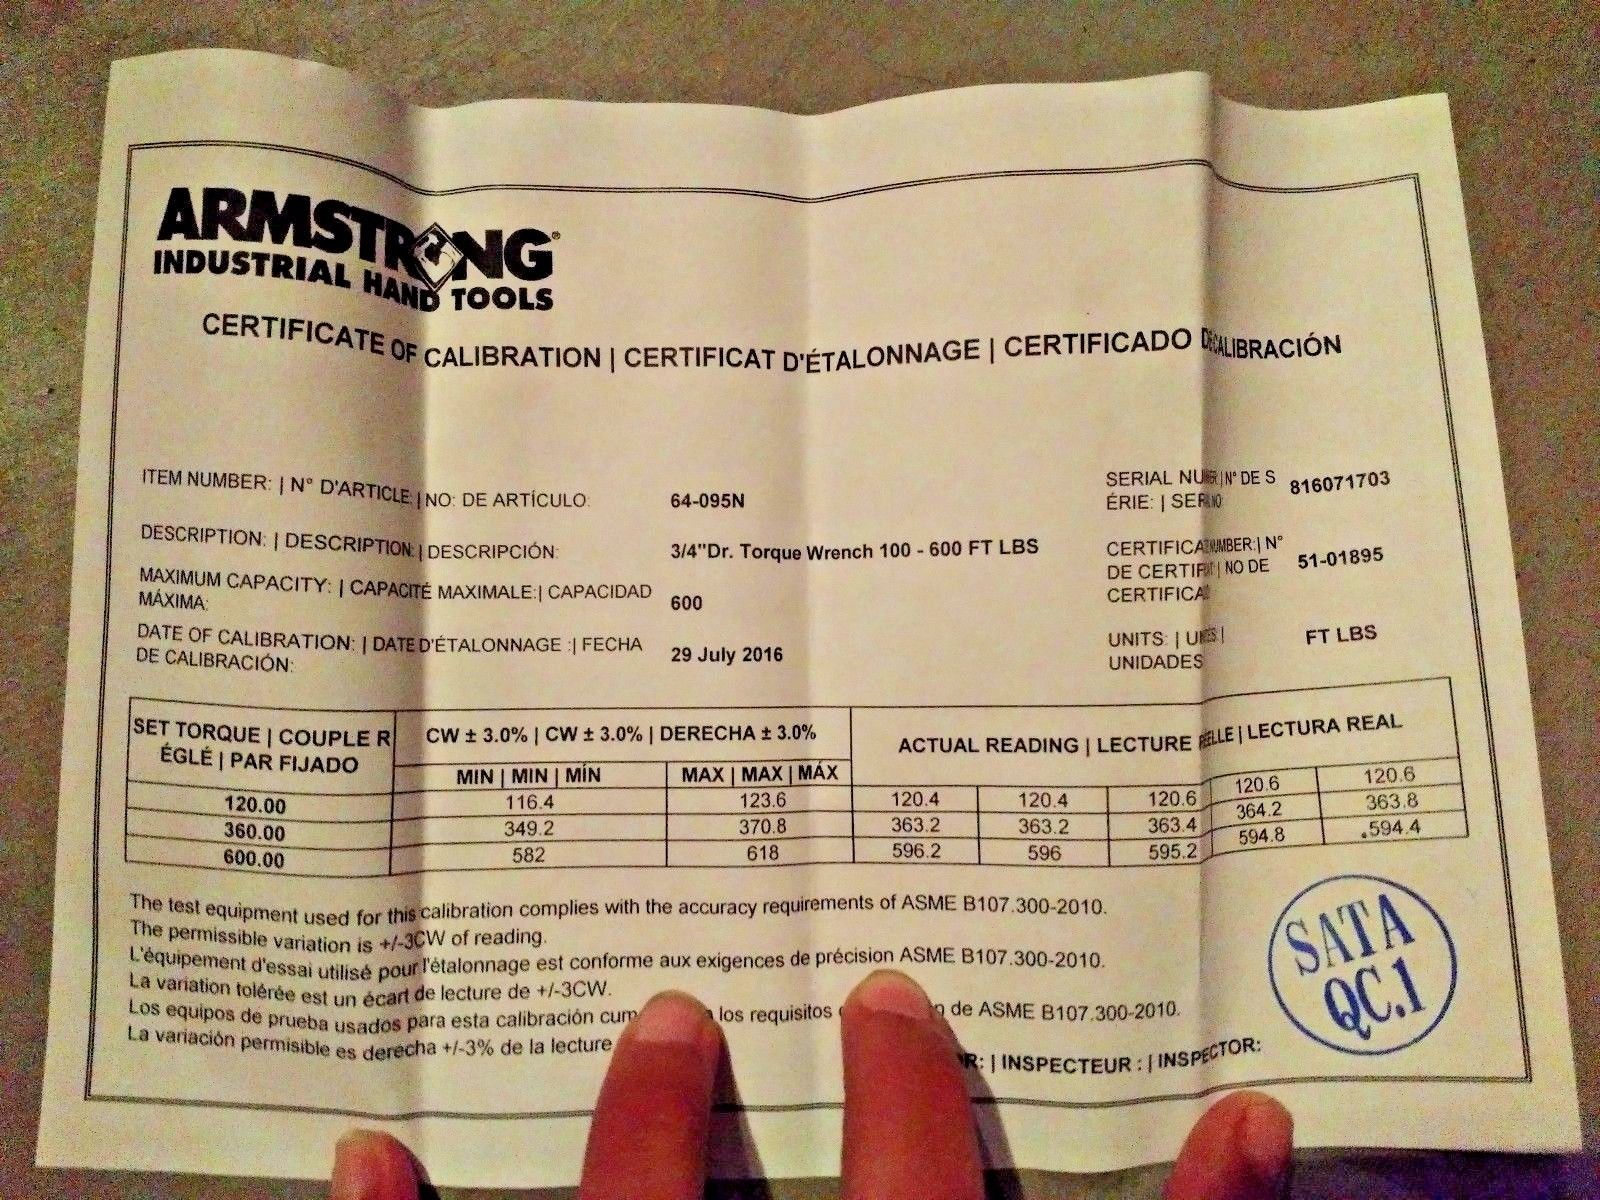 ARMSTRONG®
INDUSTRIAL HAND TOOLS
CERTIFICATE OF CALIBRATION | CERTIFICAT D'ÉTALONNAGE | CERTIFICADO DE CALIBRACIÓN
ITEM NUMBER: | N° D'ARTICLE: | NO: DE ARTÍCULO: 64-095N
SERIAL NUMBER: | N° DE S
ÉRIE: | SERIAL NO: 816071703
DESCRIPTION: | DESCRIPTION: | DESCRIPCIÓN: 3/4"Dr. Torque Wrench 100 - 600 FT LBS
CERTIFICATE NUMBER: | N°
DE CERTIFICAT | NO DE
CERTIFICA 51-01895
MAXIMUM CAPACITY: | CAPACITÉ MAXIMALE: | CAPACIDAD
MÁXIMA: 600
DATE OF CALIBRATION: | DATE D'ÉTALONNAGE :| FECHA
DE CALIBRACIÓN: 29 July 2016
UNITS: | UNITÉS |
UNIDADES FT LBS
SET TORQUE | COUPLE R
ÉGLÉ | PAR FIJADO
CW ± 3.0% | CW ± 3.0% | DERECHA ± 3.0%
ACTUAL READING | LECTURE RÉELLE | LECTURA REAL
MIN | MIN | MÍN MAX | MAX | MÁX
120.00 116.4 123.6 120.4 120.4 120.6 120.6 120.6
360.00 349.2 370.8 363.2 363.2 363.4 364.2 363.8
600.00 582 618 596.2 596 595.2 594.8 594.4
The test equipment used for this calibration complies with the accuracy requirements of ASME B107.300-2010.
The permissible variation is +/-3CW of reading.
L'équipement d'essai utilisé pour l'étalonnage est conforme aux exigences de précision ASME B107.300-2010.
La variation tolérée est un écart de lecture de +/-3CW.
Los equipos de prueba usados para esta calibración cum los requisitos de ASME B107.300-2010.
La variación permisible es derecha +/-3% de la lecture
R: | INSPECTEUR : | INSPECTOR:
SATA
QC.1